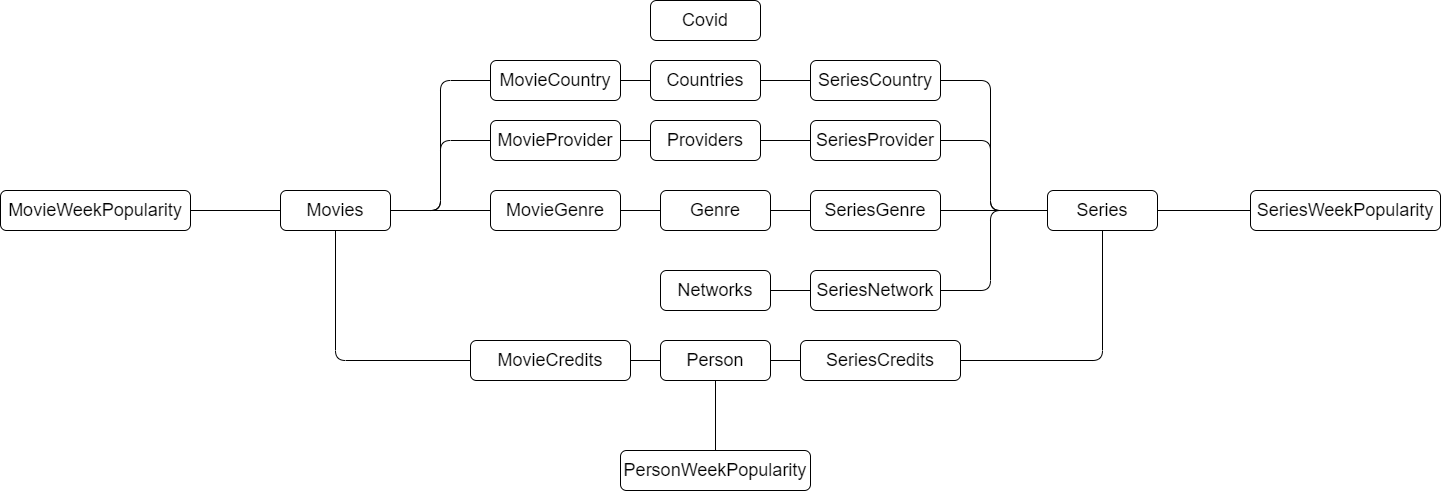 Covid
MovieCountry
Countries
SeriesCountry
MovieProvider
Providers
SeriesProvider
MovieWeekPopularity
Movies
MovieGenre
Genre
SeriesGenre
Series
SeriesWeekPopularity
Networks
SeriesNetwork
MovieCredits
Person
SeriesCredits
PersonWeekPopularity